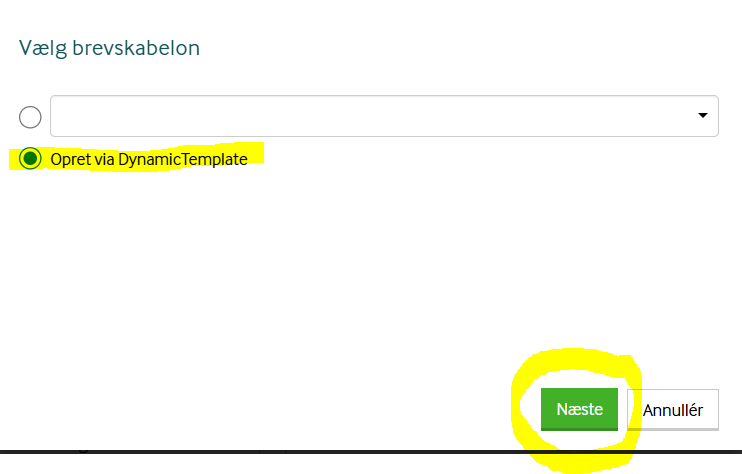 Vælg brevskabelon
Opret via DynamicTemplate
Næste
Annullér